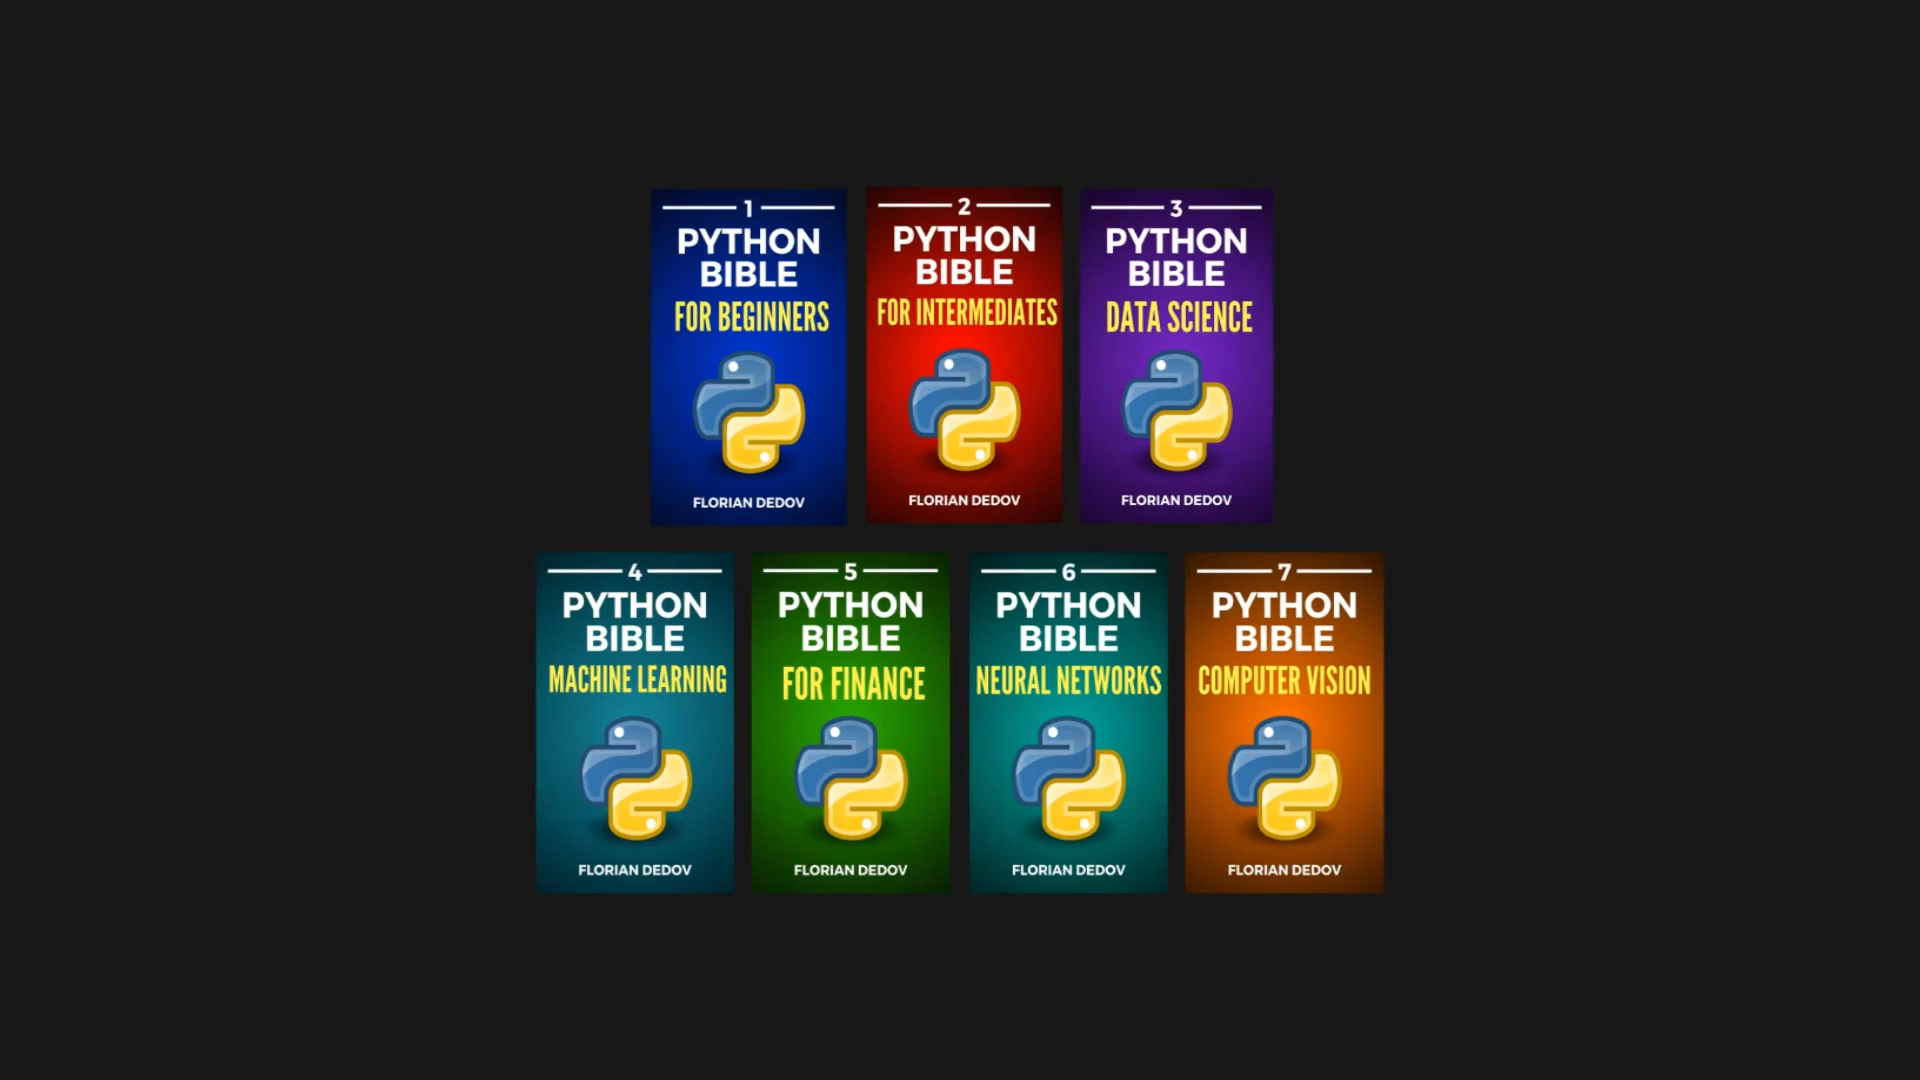 1
PYTHON
BIBLE
FOR BEGINNERS
FLORIAN DEDOV
2
PYTHON
BIBLE
FOR INTERMEDIATES
FLORIAN DEDOV
3
PYTHON
BIBLE
DATA SCIENCE
FLORIAN DEDOV
4
PYTHON
BIBLE
MACHINE LEARNING
FLORIAN DEDOV
5
PYTHON
BIBLE
FOR FINANCE
FLORIAN DEDOV
6
PYTHON
BIBLE
NEURAL NETWORKS
FLORIAN DEDOV
7
PYTHON
BIBLE
COMPUTER VISION
FLORIAN DEDOV